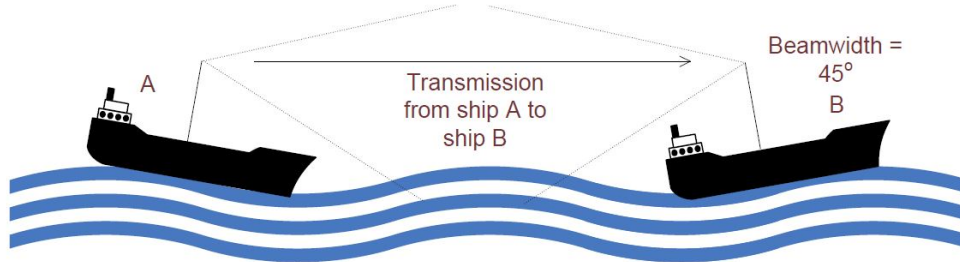 A
Transmission
from ship A to
ship B
Beamwidth =
45°
B